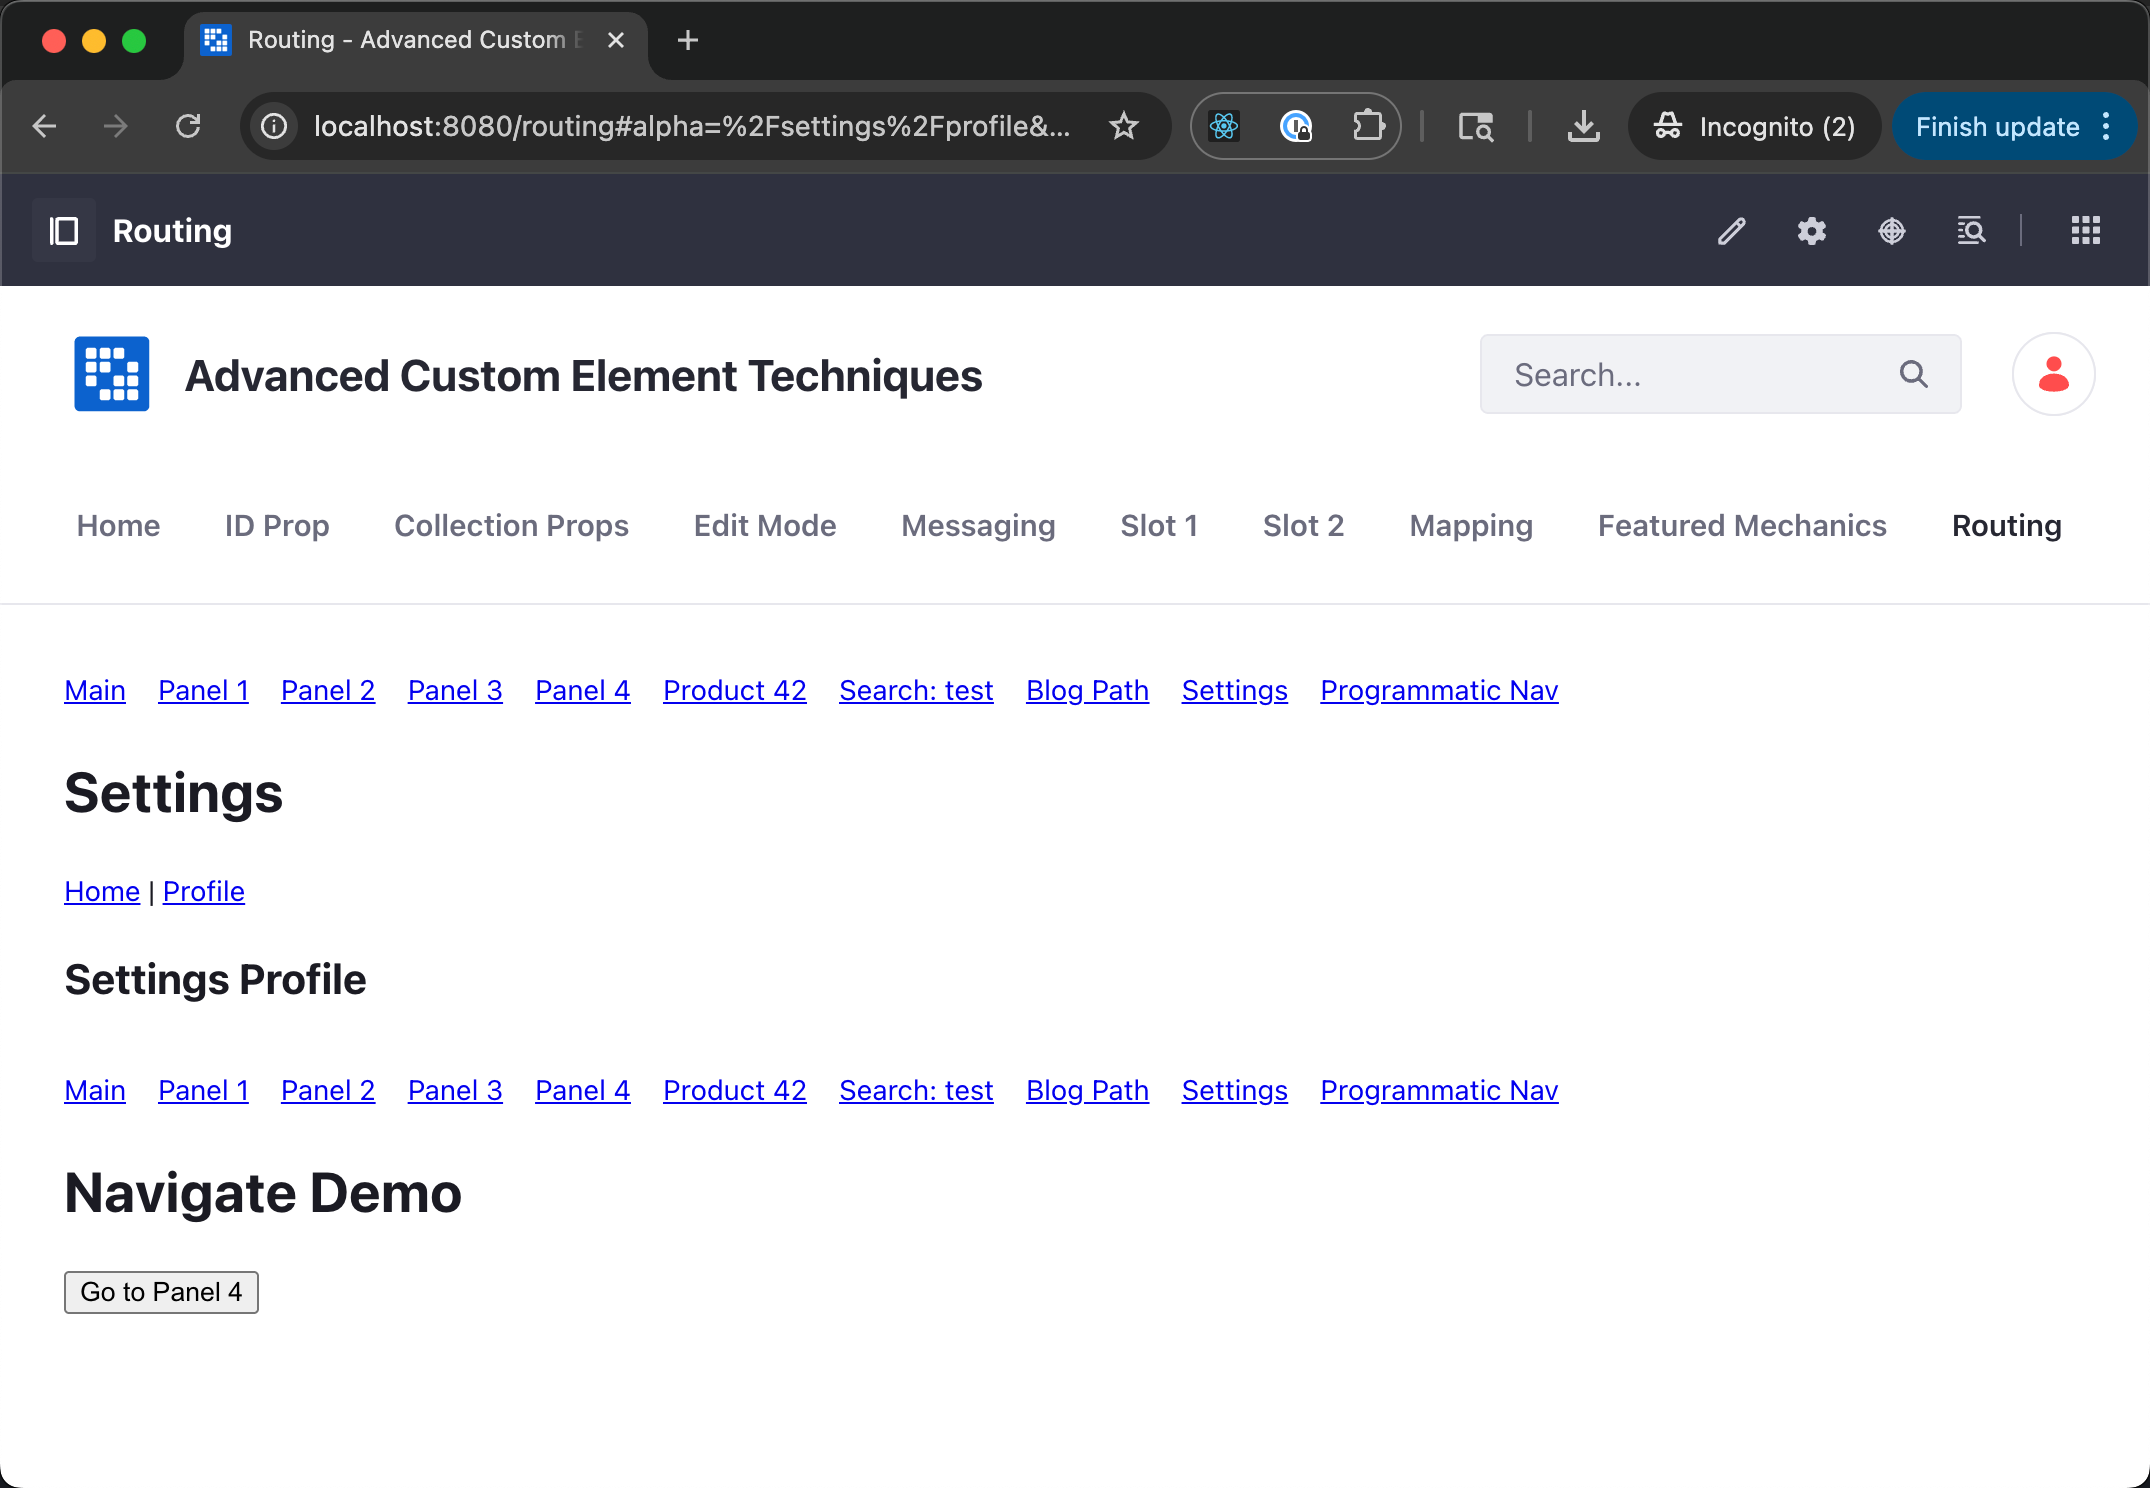 Routing - Advanced Custom E
localhost:8080/routing#alpha=%2Fsettings%2Fprofile&...
Incognito (2)
Finish update
Routing
Advanced Custom Element Techniques
Search...
Home ID Prop Collection Props Edit Mode Messaging Slot 1 Slot 2 Mapping Featured Mechanics Routing
Main Panel 1 Panel 2 Panel 3 Panel 4 Product 42 Search: test Blog Path Settings Programmatic Nav
Settings
Home | Profile
Settings Profile
Main Panel 1 Panel 2 Panel 3 Panel 4 Product 42 Search: test Blog Path Settings Programmatic Nav
Navigate Demo
Go to Panel 4